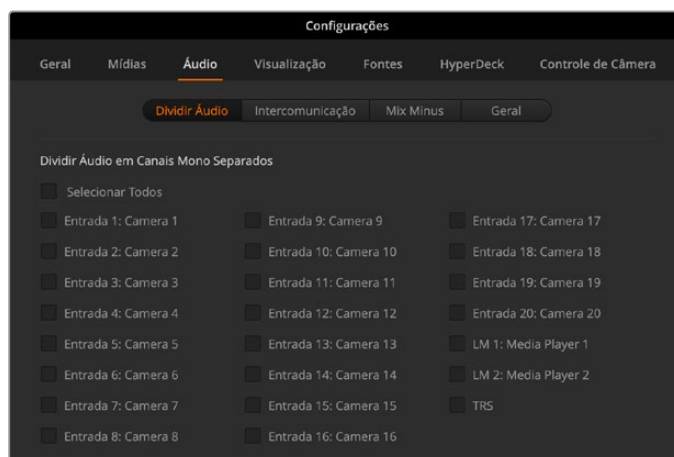 Configurações
Geral Mídias Áudio Visualização Fontes HyperDeck Controle de Câmera
Dividir Áudio Intercomunicação Mix Minus Geral
Dividir Áudio em Canais Mono Separados
Selecionar Todos
Entrada 1: Camera 1 Entrada 9: Camera 9 Entrada 17: Camera 17
Entrada 2: Camera 2 Entrada 10: Camera 10 Entrada 18: Camera 18
Entrada 3: Camera 3 Entrada 11: Camera 11 Entrada 19: Camera 19
Entrada 4: Camera 4 Entrada 12: Camera 12 Entrada 20: Camera 20
Entrada 5: Camera 5 Entrada 13: Camera 13 LM 1: Media Player 1
Entrada 6: Camera 6 Entrada 14: Camera 14 LM 2: Media Player 2
Entrada 7: Camera 7 Entrada 15: Camera 15 TRS
Entrada 8: Camera 8 Entrada 16: Camera 16